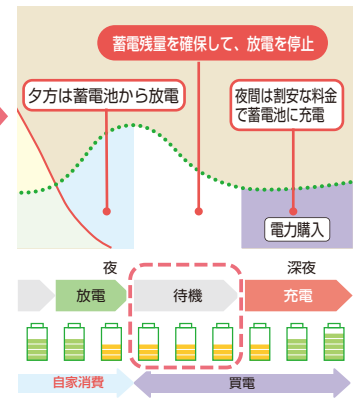 蓄電残量を確保して、放電を停止
夕方は蓄電池から放電
夜間は割安な料金
で蓄電池に充電
電力購入
夜
深夜
放電
待機
充電
自家消費
買電